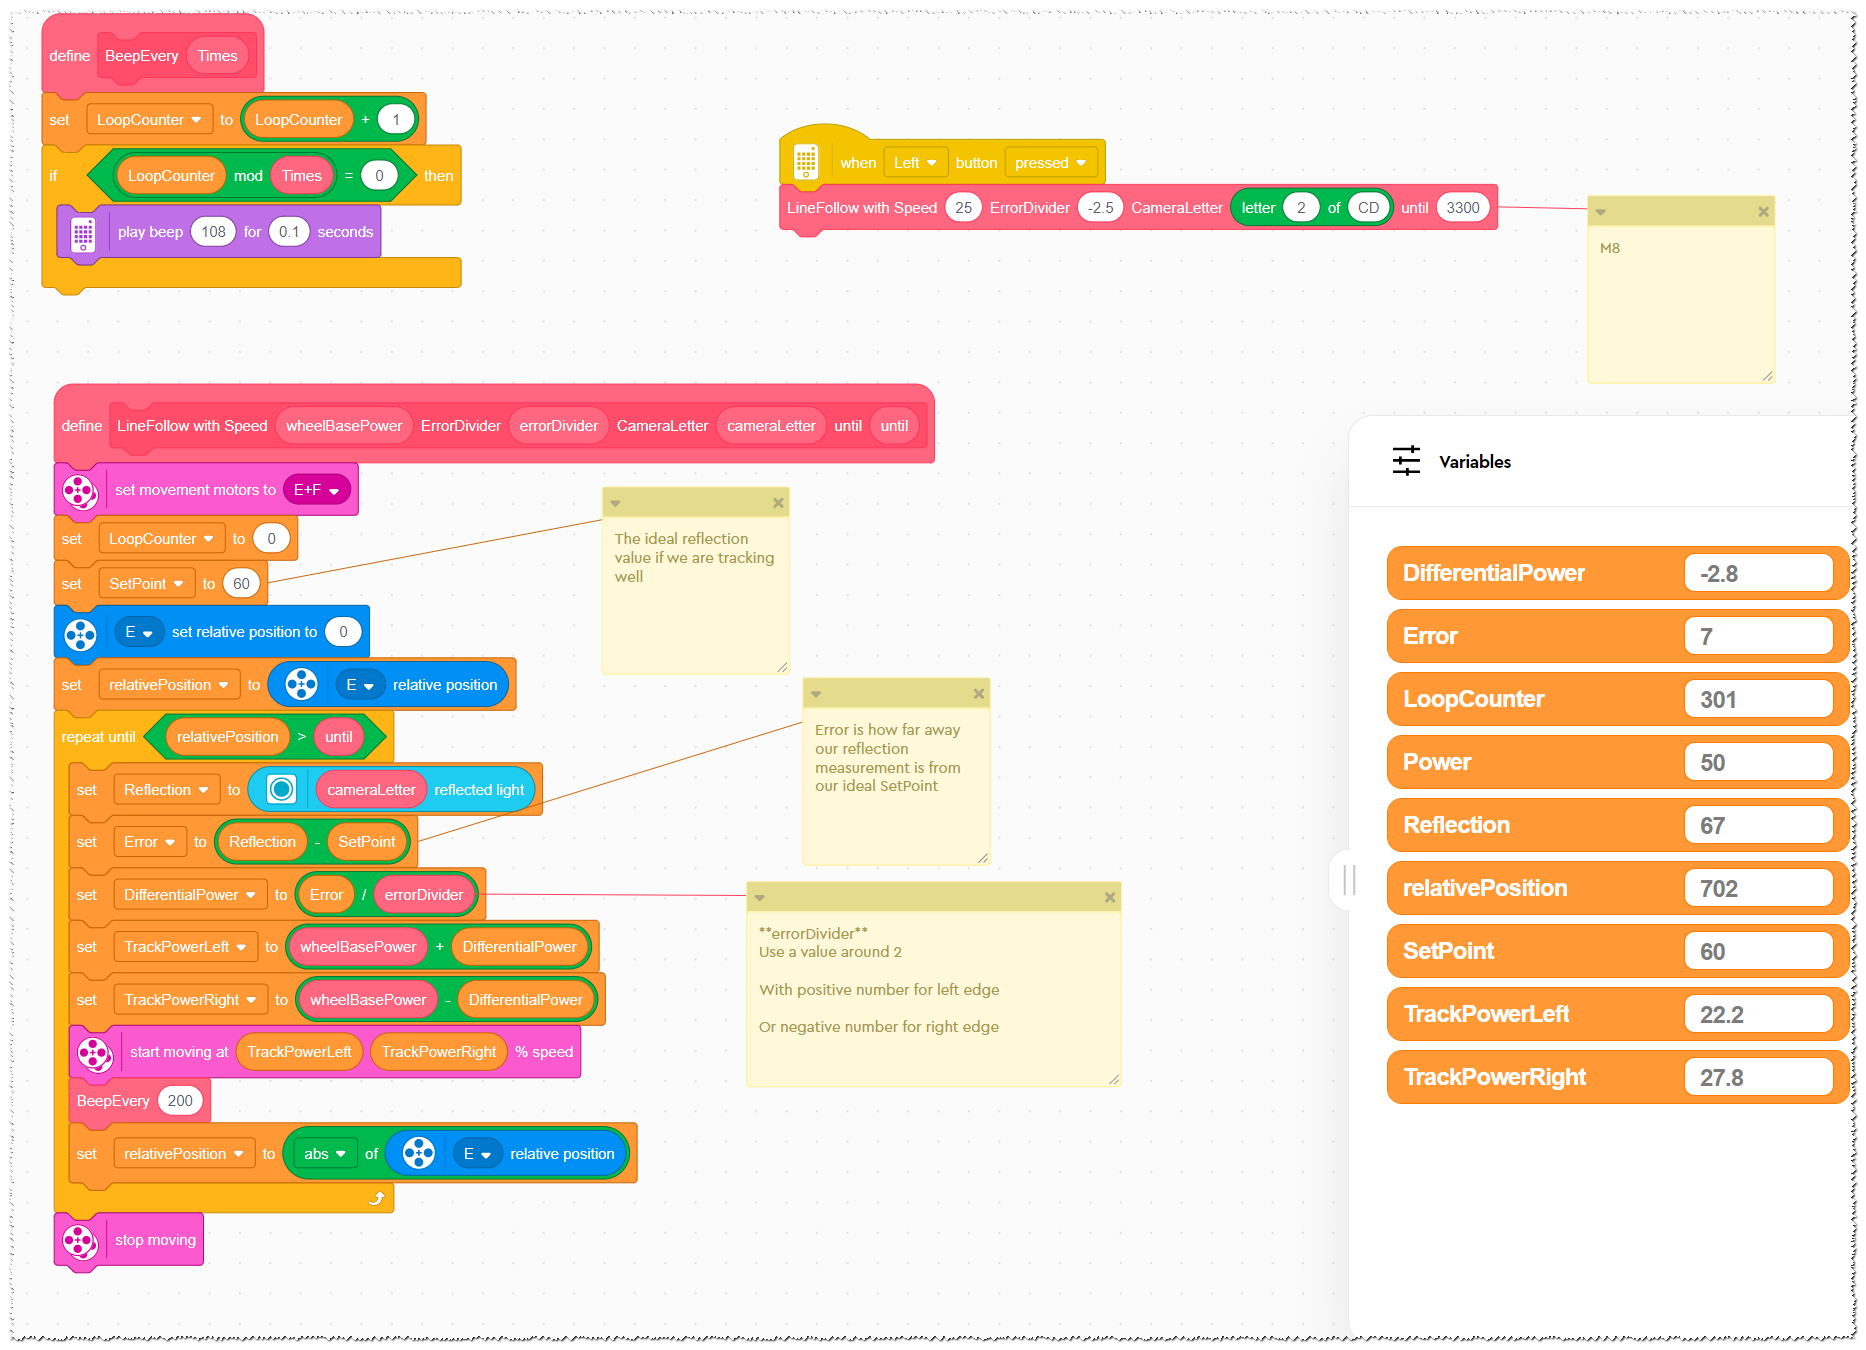 define BeepEvery Times
set LoopCounter to LoopCounter + 1
if LoopCounter mod Times = 0 then
play beep 108 for 0.1 seconds
when Left button pressed
LineFollow with Speed 25 ErrorDivider -2.5 CameraLetter letter 2 of CD until 3300
M8
define LineFollow with Speed wheelBasePower ErrorDivider errorDivider CameraLetter cameraLetter until until
set movement motors to E+F
set LoopCounter to 0
set SetPoint to 60
E set relative position to 0
set relativePosition to E relative position
repeat until relativePosition > until
set Reflection to cameraLetter reflected light
set Error to Reflection - SetPoint
set DifferentialPower to Error / errorDivider
set TrackPowerLeft to wheelBasePower + DifferentialPower
set TrackPowerRight to wheelBasePower - DifferentialPower
start moving at TrackPowerLeft TrackPowerRight % speed
BeepEvery 200
set relativePosition to abs of E relative position
stop moving
The ideal reflection
value if we are tracking
well
Error is how far away
our reflection
measurement is from
our ideal SetPoint
**errorDivider**
Use a value around 2
With positive number for left edge
Or negative number for right edge
Variables
DifferentialPower -2.8
Error 7
LoopCounter 301
Power 50
Reflection 67
relativePosition 702
SetPoint 60
TrackPowerLeft 22.2
TrackPowerRight 27.8